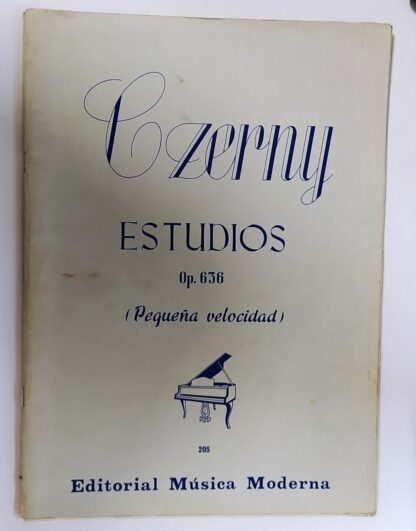 Czerny
ESTUDIOS
Op. 636
(Pequeña velocidad)
205
Editorial Música Moderna